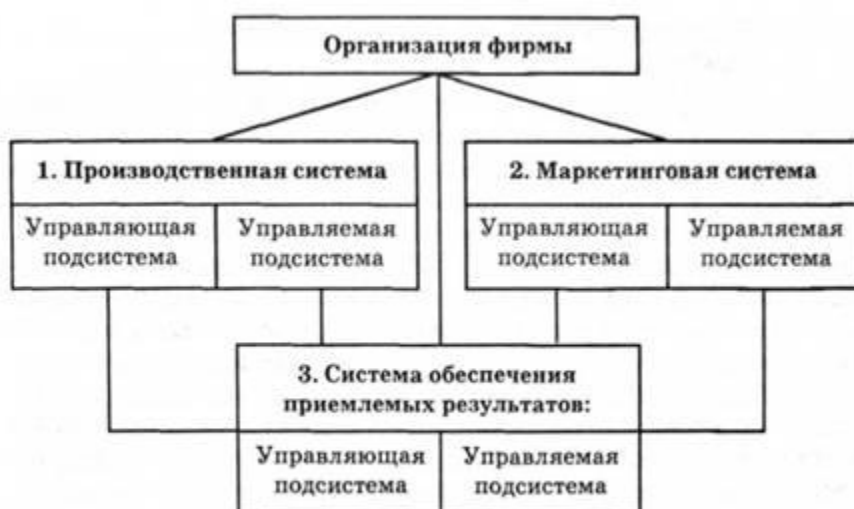 Организация фирмы
1. Производственная система
2. Маркетинговая система
Управляющая
подсистема
Управляемая
подсистема
Управляющая
подсистема
Управляемая
подсистема
3. Система обеспечения
приемлемых результатов:
Управляющая
подсистема
Управляемая
подсистема